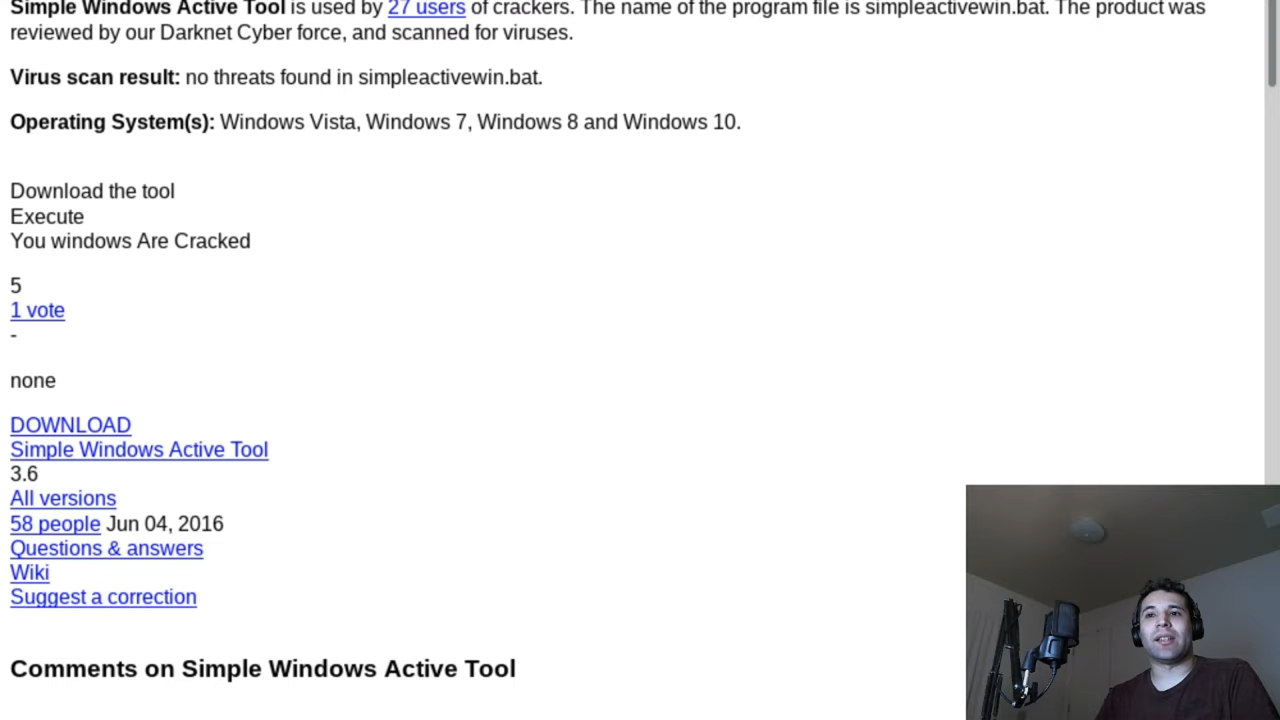 Simple Windows Active Tool is used by 27 users of crackers. The name of the program file is simpleactivewin.bat. The product was
reviewed by our Darknet Cyber force, and scanned for viruses.
Virus scan result: no threats found in simpleactivewin.bat.
Operating System(s): Windows Vista, Windows 7, Windows 8 and Windows 10.
Download the tool
Execute
You windows Are Cracked
5
1 vote
-
none
DOWNLOAD
Simple Windows Active Tool
3.6
All versions
58 people Jun 04, 2016
Questions & answers
Wiki
Suggest a correction
Comments on Simple Windows Active Tool